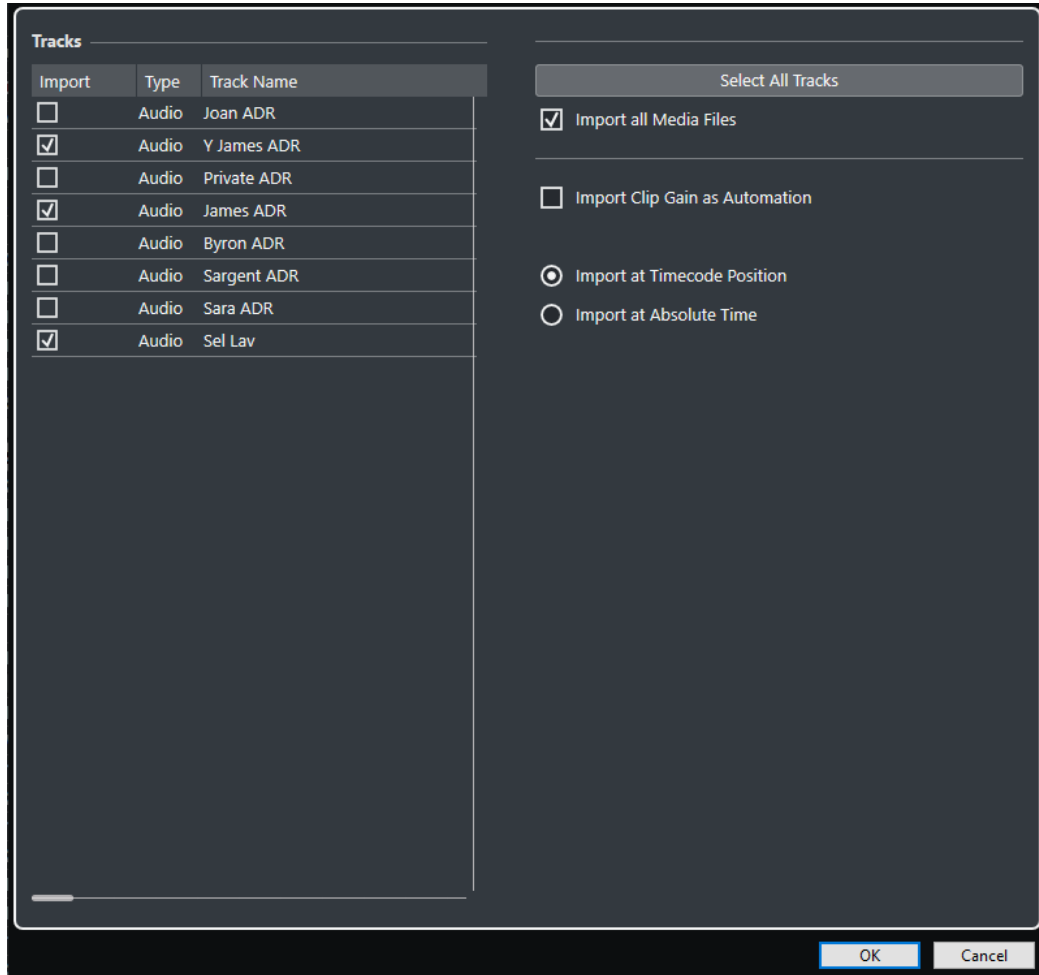 Tracks
Import Type Track Name
Audio Joan ADR
Audio Y James ADR
Audio Private ADR
Audio James ADR
Audio Byron ADR
Audio Sargent ADR
Audio Sara ADR
Audio Sel Lav
Select All Tracks
Import all Media Files
Import Clip Gain as Automation
Import at Timecode Position
Import at Absolute Time
OK Cancel